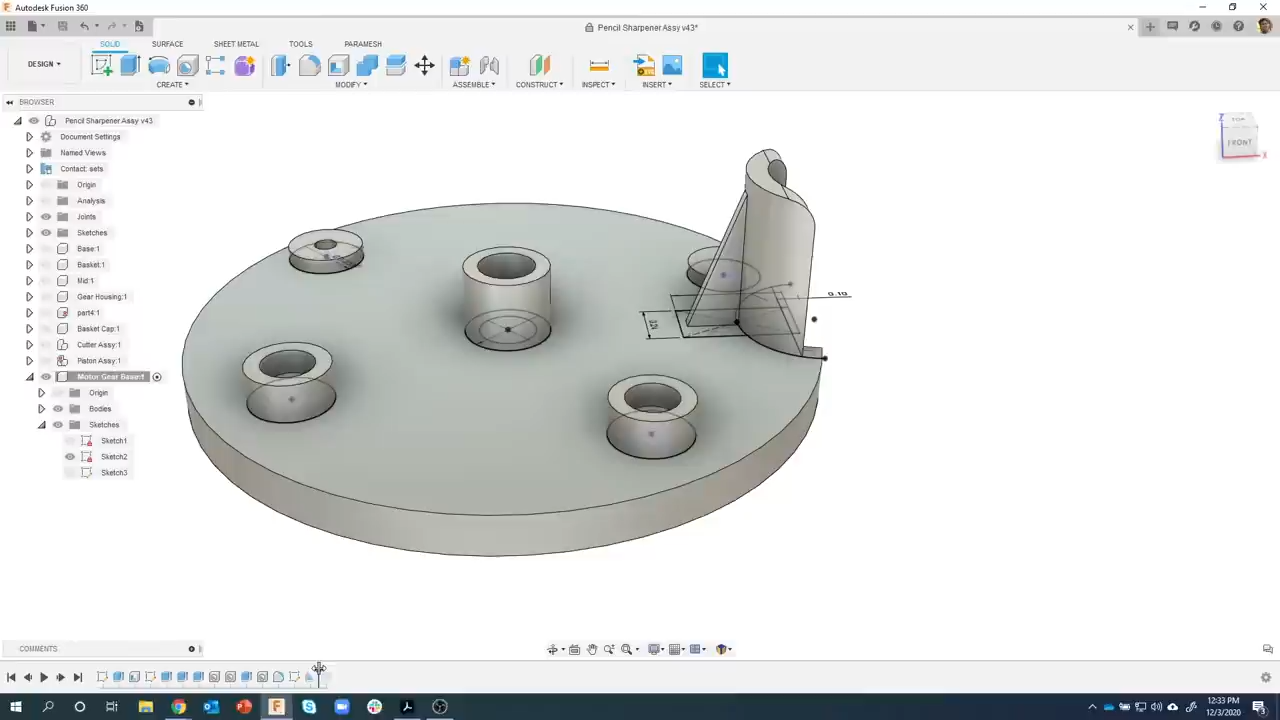 Autodesk Fusion 360
Pencil Sharpener Assy v43*
SOLID SURFACE SHEET METAL TOOLS PARAMESH
DESIGN
CREATE MODIFY ASSEMBLE CONSTRUCT INSPECT INSERT SELECT
BROWSER
Pencil Sharpener Assy v43
Document Settings
Named Views
Contact: sets
Origin
Analysis
Joints
Sketches
Base:1
Basket:1
Mid:1
Gear Housing:1
part4:1
Basket Cap:1
Cutter Assy:1
Piston Assy:1
Motor Gear Base:1
Origin
Bodies
Sketches
Sketch1
Sketch2
Sketch3
TOP
FRONT
Z
X
0.10
COMMENTS
12:33 PM
12/3/2020